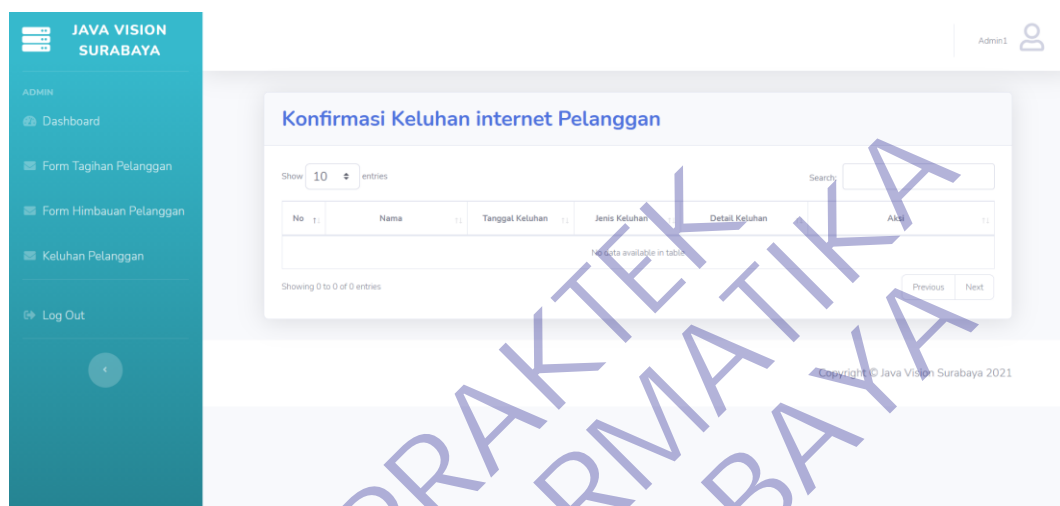 JAVA VISION
SURABAYA
Admin1
ADMIN
Dashboard
Form Tagihan Pelanggan
Form Himbauan Pelanggan
Keluhan Pelanggan
Log Out
Konfirmasi Keluhan internet Pelanggan
Show 10 entries
Search:
No Nama Tanggal Keluhan Jenis Keluhan Detail Keluhan Aksi
No data available in table
Showing 0 to 0 of 0 entries
Previous Next
Copyright © Java Vision Surabaya 2021
PRAKTEK
RMATIKA
BAYA